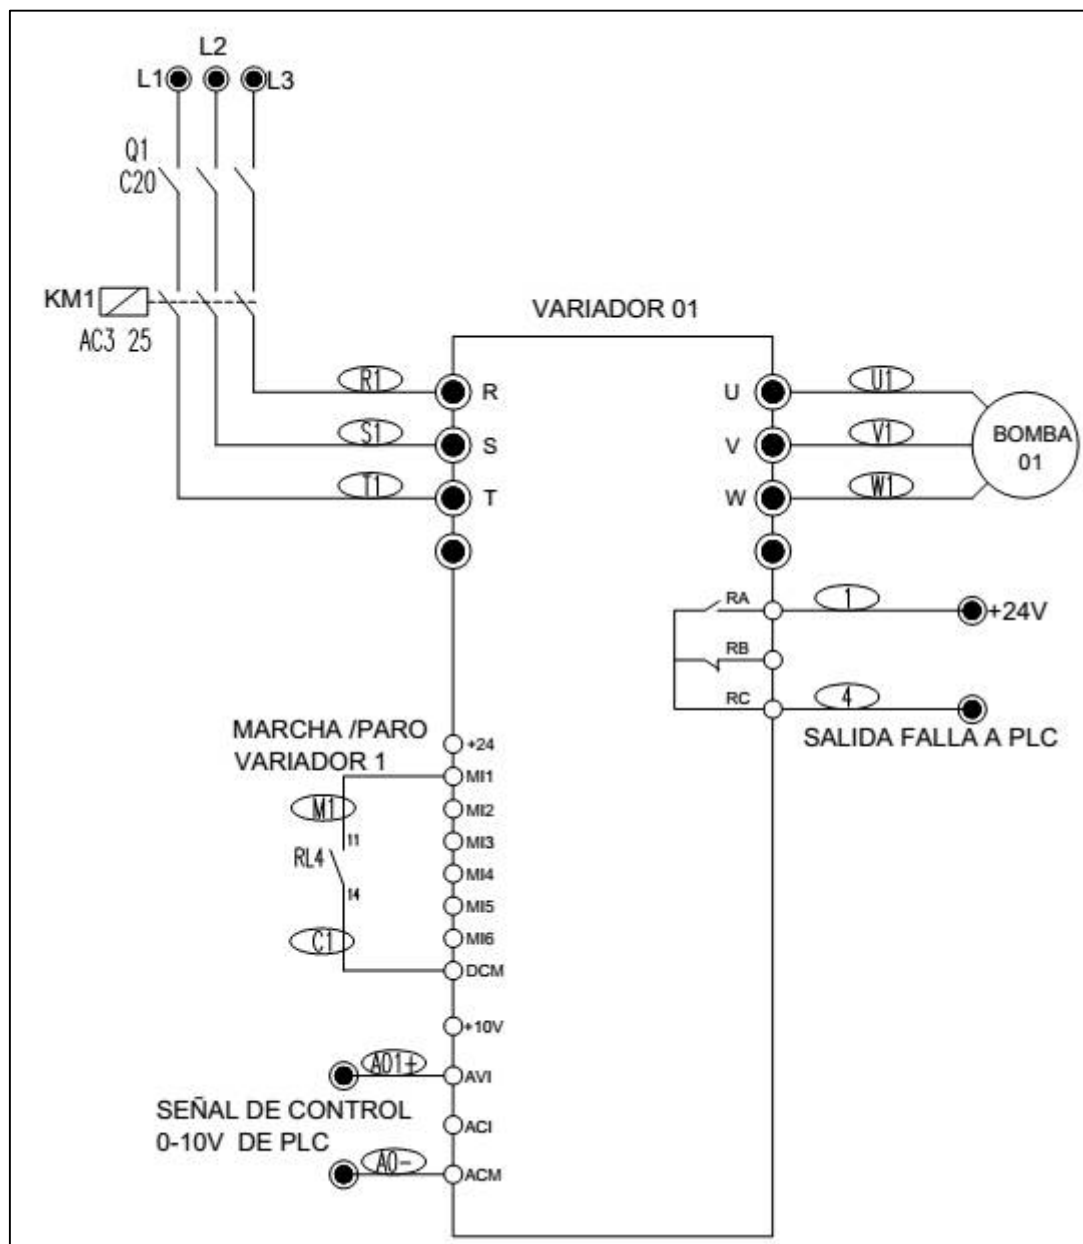 L2
L1
L3
Q1
C20
KM1
AC3 25
VARIADOR 01
R1
R
U
U1
S1
S
V
V1
BOMBA
01
T1
T
W
W1
RA
1
+24V
RB
RC
4
SALIDA FALLA A PLC
MARCHA /PARO
VARIADOR 1
+24
MI1
M1
MI2
11
MI3
RL4
MI4
14
MI5
C1
MI6
DCM
+10V
A01+
AVI
SEÑAL DE CONTROL
0-10V DE PLC
ACI
A0-
ACM